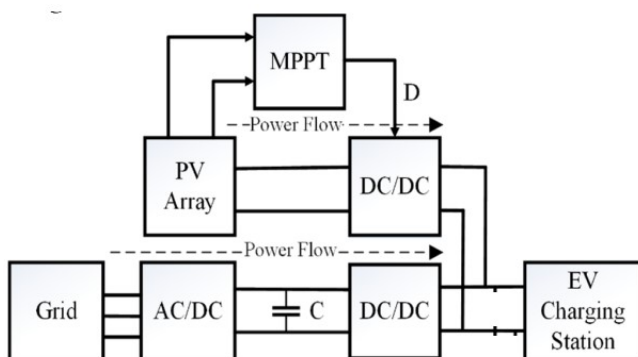 MPPT
D
Power Flow
PV
Array
DC/DC
Power Flow
Grid
AC/DC
C
DC/DC
EV
Charging
Station